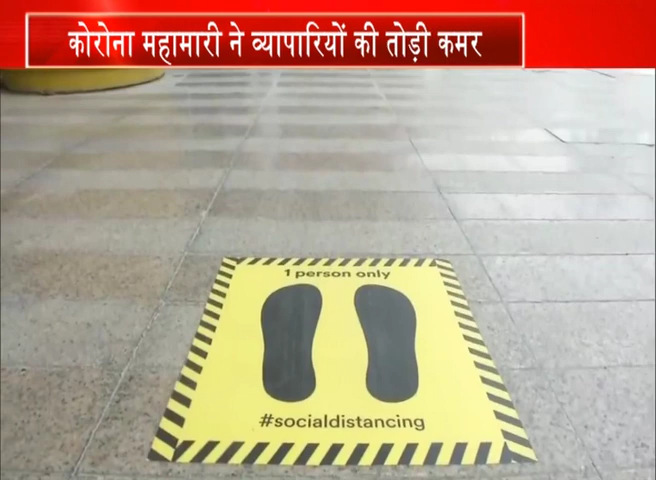 कोरोना महामारी ने व्यापारियों की तोड़ी कमर
1 person only
#socialdistancing